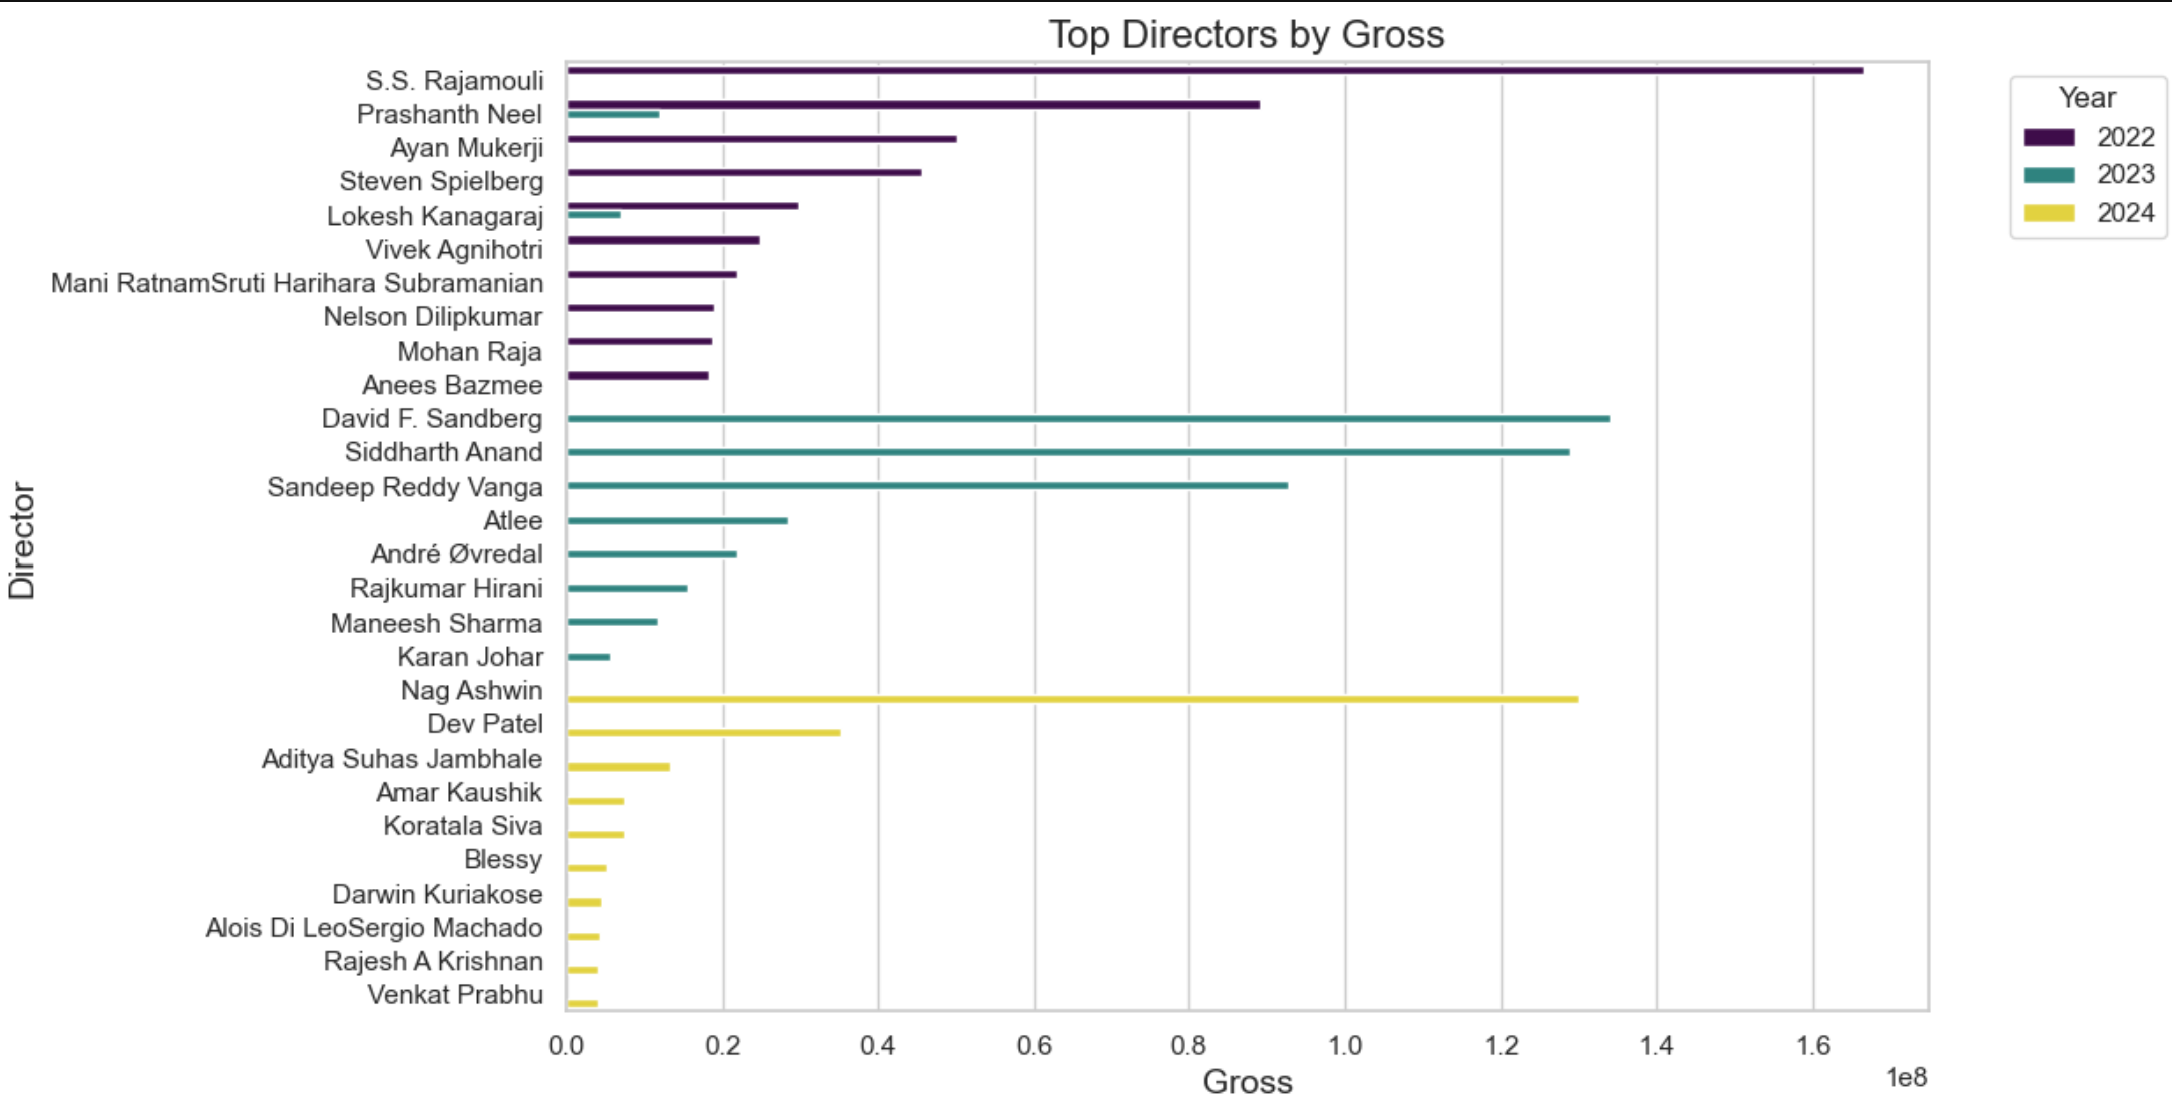 Top Directors by Gross
S.S. Rajamouli
Prashanth Neel
Ayan Mukerji
Steven Spielberg
Lokesh Kanagaraj
Vivek Agnihotri
Mani RatnamSruti Harihara Subramanian
Nelson Dilipkumar
Mohan Raja
Anees Bazmee
David F. Sandberg
Siddharth Anand
Sandeep Reddy Vanga
Atlee
André Øvredal
Rajkumar Hirani
Maneesh Sharma
Karan Johar
Nag Ashwin
Dev Patel
Aditya Suhas Jambhale
Amar Kaushik
Koratala Siva
Blessy
Darwin Kuriakose
Alois Di LeoSergio Machado
Rajesh A Krishnan
Venkat Prabhu
Director
0.0 0.2 0.4 0.6 0.8 1.0 1.2 1.4 1.6
1e8
Gross
Year
2022
2023
2024